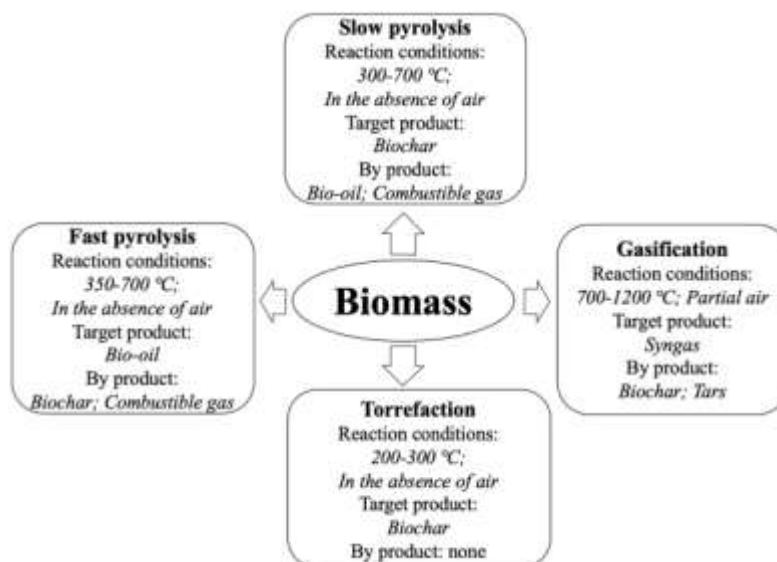 Slow pyrolysis
Reaction conditions:
300-700 ℃;
In the absence of air
Target product:
Biochar
By product:
Bio-oil; Combustible gas
Fast pyrolysis
Reaction conditions:
350-700 ℃;
In the absence of air
Target product:
Bio-oil
By product:
Biochar; Combustible gas
Biomass
Gasification
Reaction conditions:
700-1200 ℃; Partial air
Target product:
Syngas
By product:
Biochar; Tars
Torrefaction
Reaction conditions:
200-300 ℃;
In the absence of air
Target product:
Biochar
By product: none